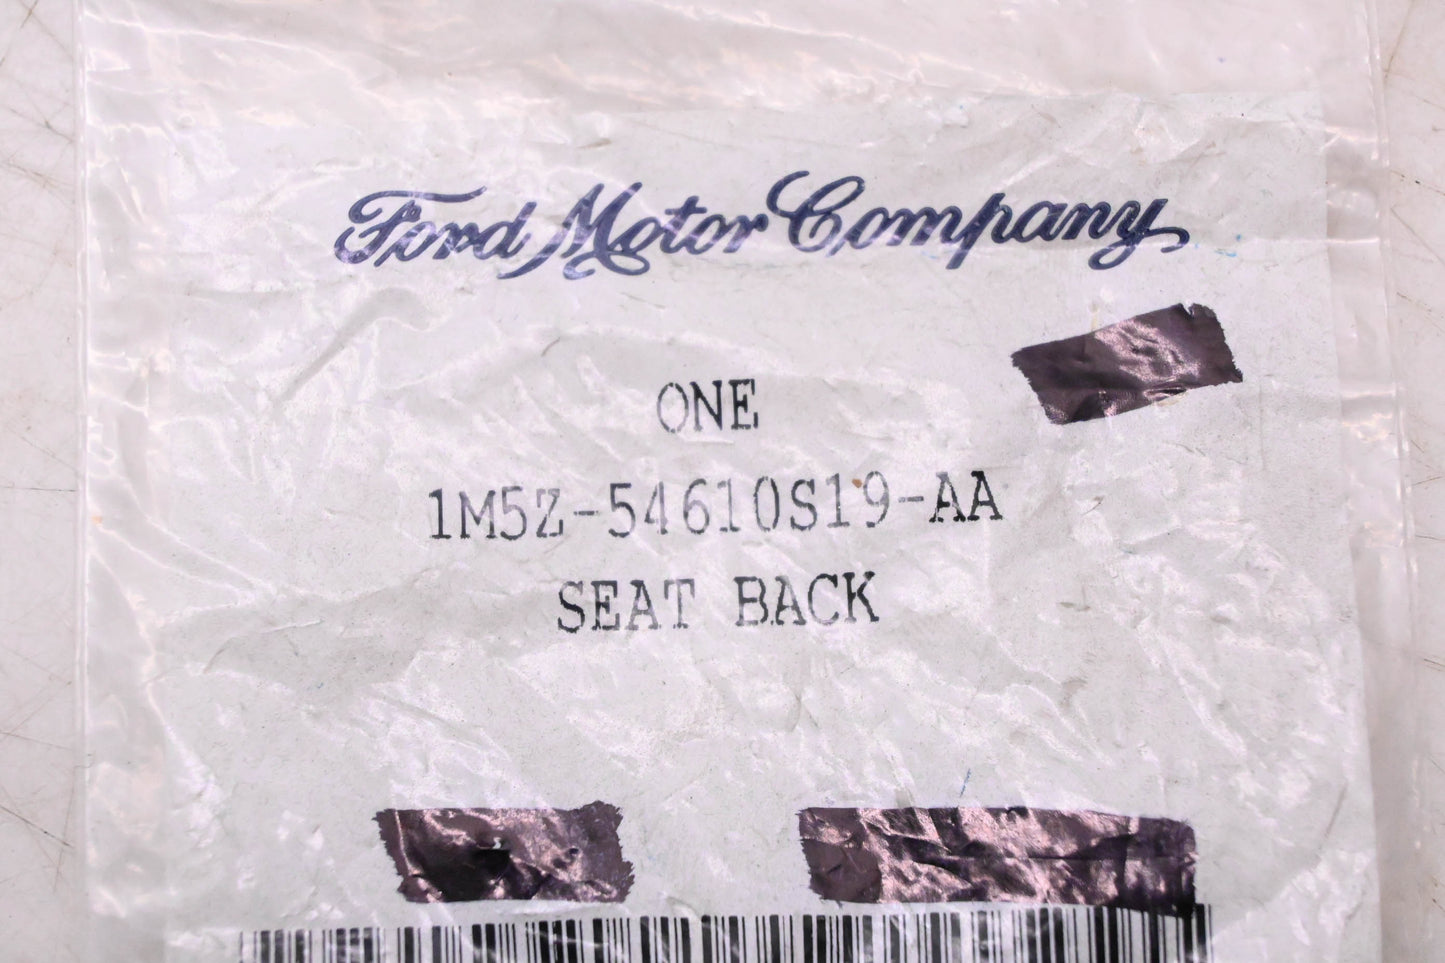 Ford Motor Company
ONE
1M5Z-54610S19-AA
SEAT BACK